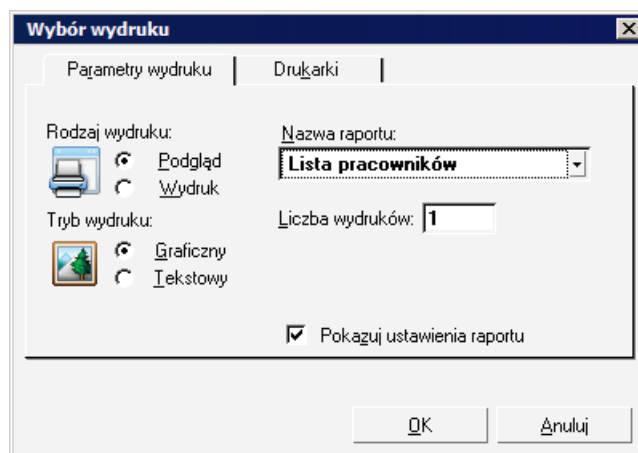 Wybór wydruku
Parametry wydruku
Drukarki
Rodzaj wydruku:
Podgląd
Wydruk
Tryb wydruku:
Graficzny
Tekstowy
Nazwa raportu:
Lista pracowników
Liczba wydruków: 1
Pokazuj ustawienia raportu
OK
Anuluj